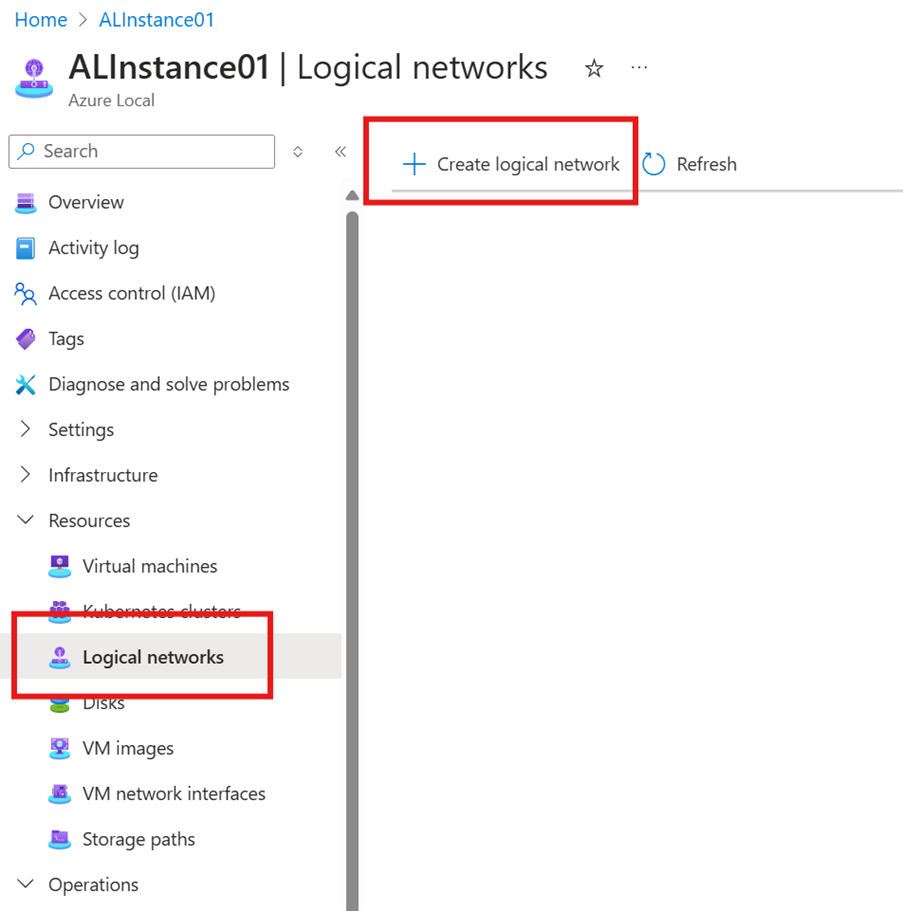 Home > ALInstance01
ALInstance01 | Logical networks ...
Azure Local
Search
Create logical network
Refresh
Overview
Activity log
Access control (IAM)
Tags
Diagnose and solve problems
Settings
Infrastructure
Resources
Virtual machines
Kubernetes clusters
Logical networks
Disks
VM images
VM network interfaces
Storage paths
Operations